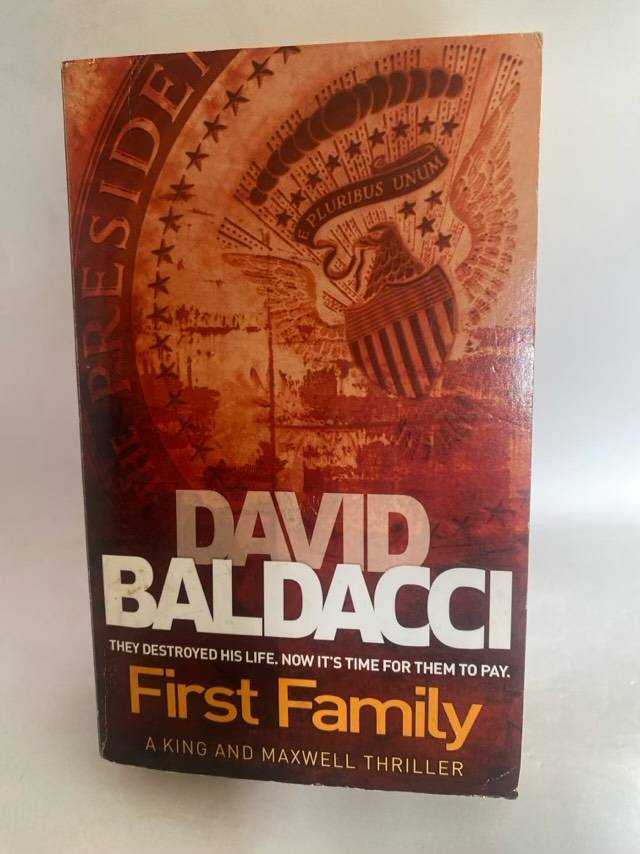 THE PRESIDE
E PLURIBUS UNUM
DAVID
BALDACCI
THEY DESTROYED HIS LIFE. NOW IT'S TIME FOR THEM TO PAY.
First Family
A KING AND MAXWELL THRILLER